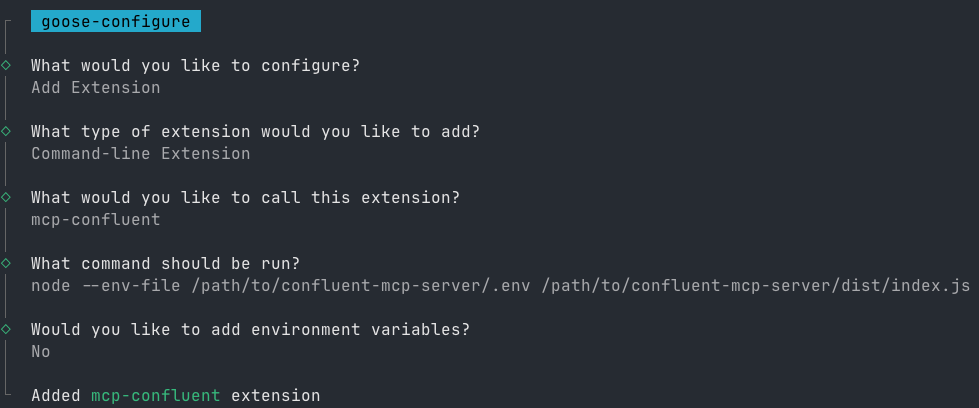 goose-configure
What would you like to configure?
Add Extension
What type of extension would you like to add?
Command-line Extension
What would you like to call this extension?
mcp-confluent
What command should be run?
node --env-file /path/to/confluent-mcp-server/.env /path/to/confluent-mcp-server/dist/index.js
Would you like to add environment variables?
No
Added mcp-confluent extension